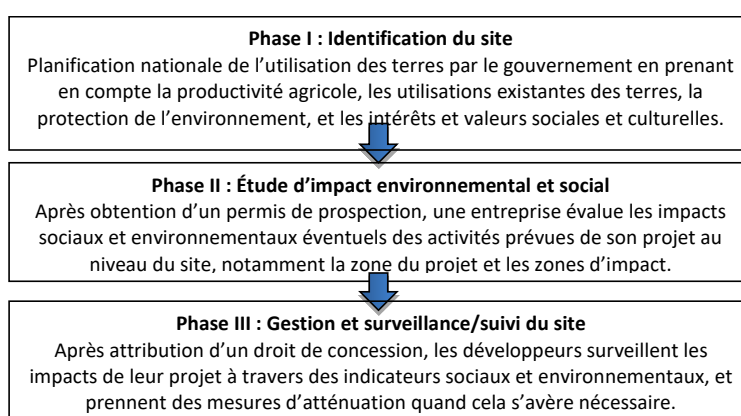 Phase I : Identification du site
Planification nationale de l’utilisation des terres par le gouvernement en prenant
en compte la productivité agricole, les utilisations existantes des terres, la
protection de l’environnement, et les intérêts et valeurs sociales et culturelles.
Phase II : Étude d’impact environnemental et social
Après obtention d’un permis de prospection, une entreprise évalue les impacts
sociaux et environnementaux éventuels des activités prévues de son projet au
niveau du site, notamment la zone du projet et les zones d’impact.
Phase III : Gestion et surveillance/suivi du site
Après attribution d’un droit de concession, les développeurs surveillent les
impacts de leur projet à travers des indicateurs sociaux et environnementaux, et
prennent des mesures d’atténuation quand cela s’avère nécessaire.